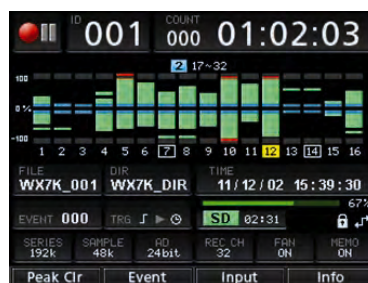 ID 001 COUNT 000 01:02:03
2 17~32
100
0 %
-100
1 2 3 4 5 6 7 8 9 10 11 12 13 14 15 16
FILE DIR TIME
WX7K_001 WX7K_DIR 11/12/02 15:39:30
67%
EVENT 000 TRG SD 02:31
SERIES SAMPLE AD REC CH FAN MEMO
192k 48k 24bit 32 ON ON
Peak Clr Event Input Info